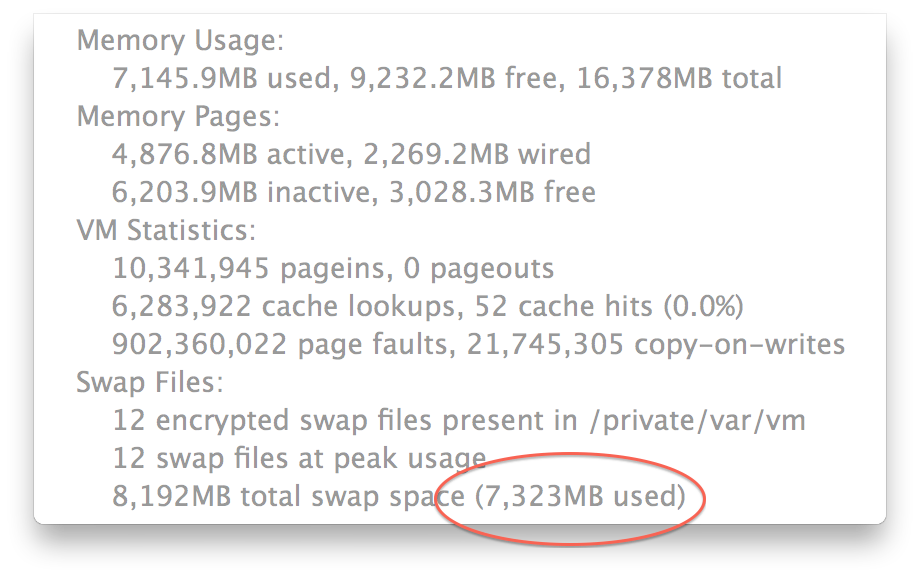 Memory Usage:
7,145.9MB used, 9,232.2MB free, 16,378MB total
Memory Pages:
4,876.8MB active, 2,269.2MB wired
6,203.9MB inactive, 3,028.3MB free
VM Statistics:
10,341,945 pageins, 0 pageouts
6,283,922 cache lookups, 52 cache hits (0.0%)
902,360,022 page faults, 21,745,305 copy-on-writes
Swap Files:
12 encrypted swap files present in /private/var/vm
12 swap files at peak usage
8,192MB total swap space (7,323MB used)